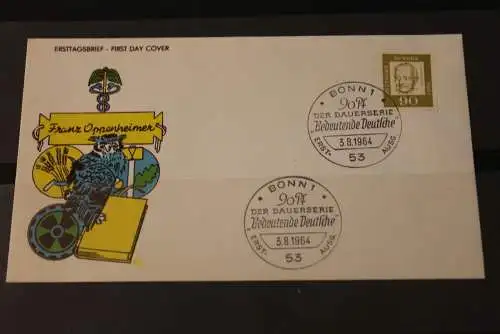 ERSTTAGSBRIEF - FIRST DAY COVER
Franz Oppenheimer
90
BONN 1
90 Pf
DER DAUERSERIE
Bedeutende Deutsche
ERST-
AUSG.
3.8.1964
53
BONN 1
90 Pf
DER DAUERSERIE
Bedeutende Deutsche
ERST-
AUSG.
3.8.1964
53